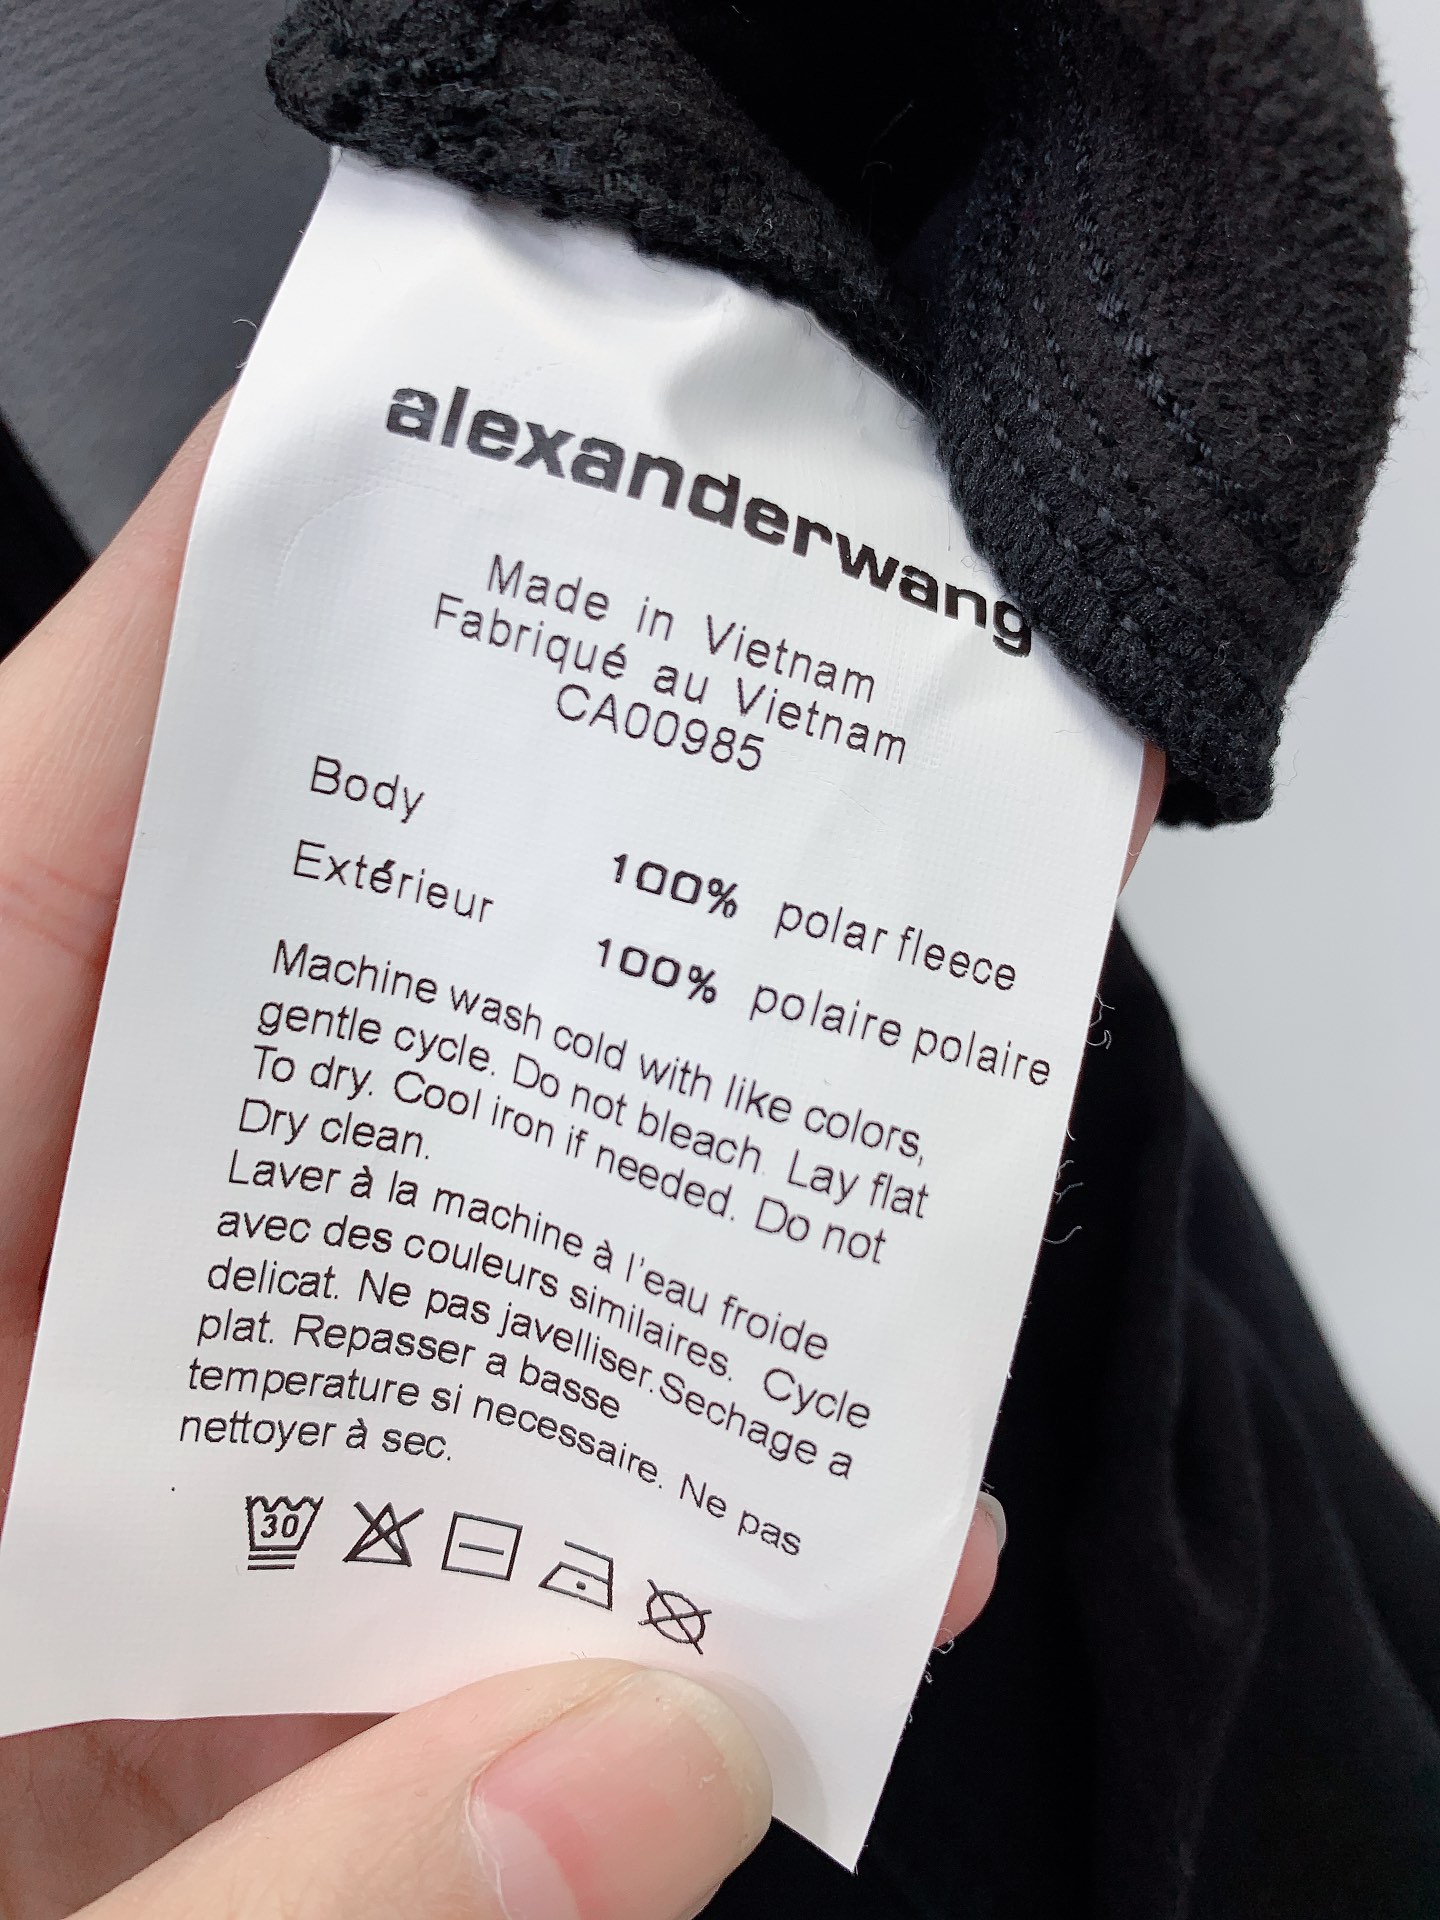 alexanderwang
Made in Vietnam
Fabriqué au Vietnam
CA00985
Body
100% polar fleece
Extérieur
100% polaire polaire
Machine wash cold with like colors,
gentle cycle. Do not bleach. Lay flat
To dry. Cool iron if needed. Do not
Dry clean.
Laver à la machine à l'eau froide
avec des couleurs similaires. Cycle
delicat. Ne pas javelliser.Sechage a
plat. Repasser a basse
temperature si necessaire. Ne pas
nettoyer à sec.
30